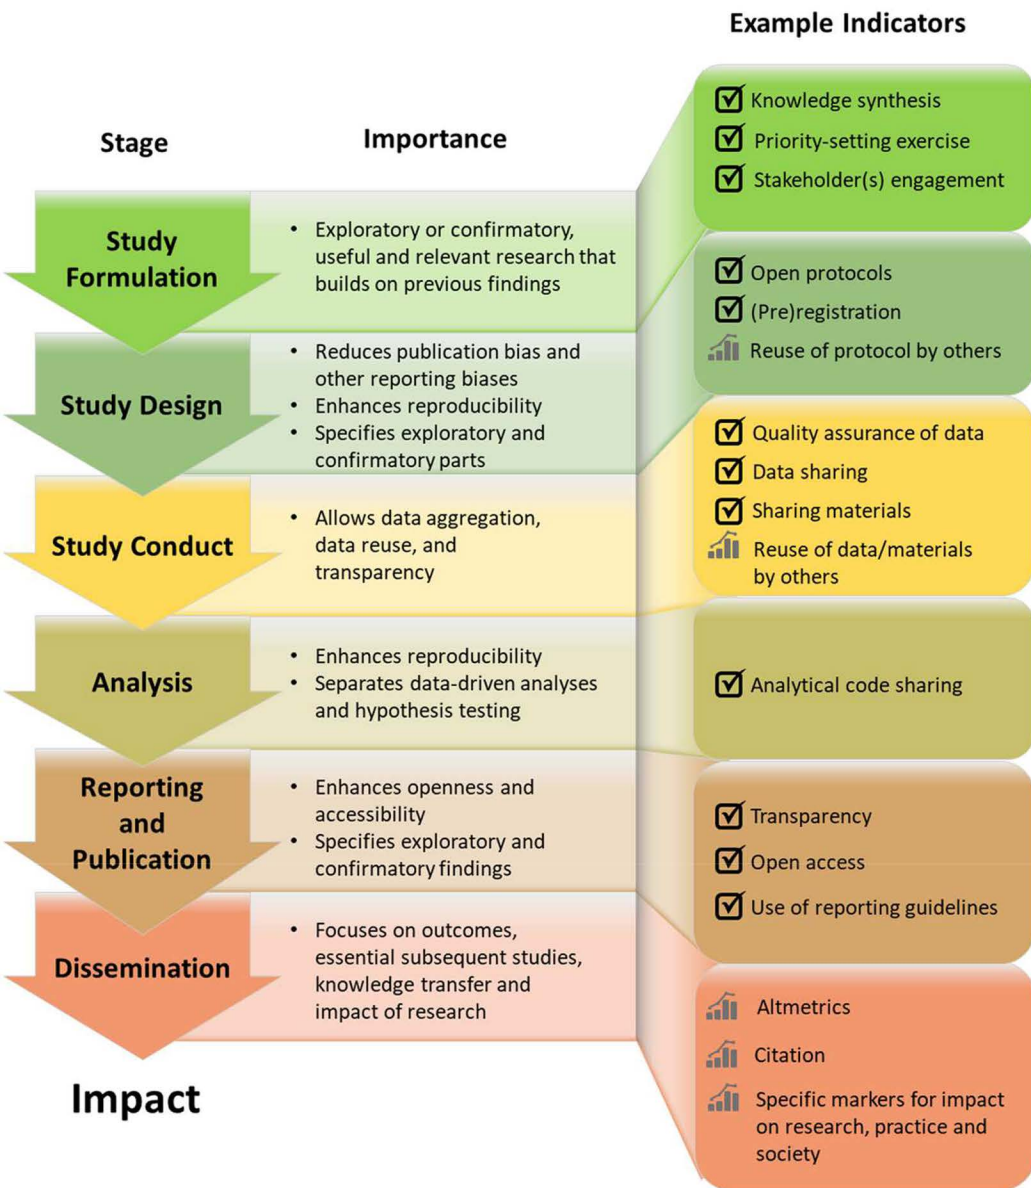 Example Indicators
Stage
Importance
Study
Formulation
• Exploratory or confirmatory,
useful and relevant research that
builds on previous findings
Knowledge synthesis
Priority-setting exercise
Stakeholder(s) engagement
Study Design
• Reduces publication bias and
other reporting biases
• Enhances reproducibility
• Specifies exploratory and
confirmatory parts
Open protocols
(Pre)registration
Reuse of protocol by others
Study Conduct
• Allows data aggregation,
data reuse, and
transparency
Quality assurance of data
Data sharing
Sharing materials
Reuse of data/materials
by others
Analysis
• Enhances reproducibility
• Separates data-driven analyses
and hypothesis testing
Analytical code sharing
Reporting
and
Publication
• Enhances openness and
accessibility
• Specifies exploratory and
confirmatory findings
Transparency
Open access
Use of reporting guidelines
Dissemination
• Focuses on outcomes,
essential subsequent studies,
knowledge transfer and
impact of research
Altmetrics
Citation
Specific markers for impact
on research, practice and
society
Impact